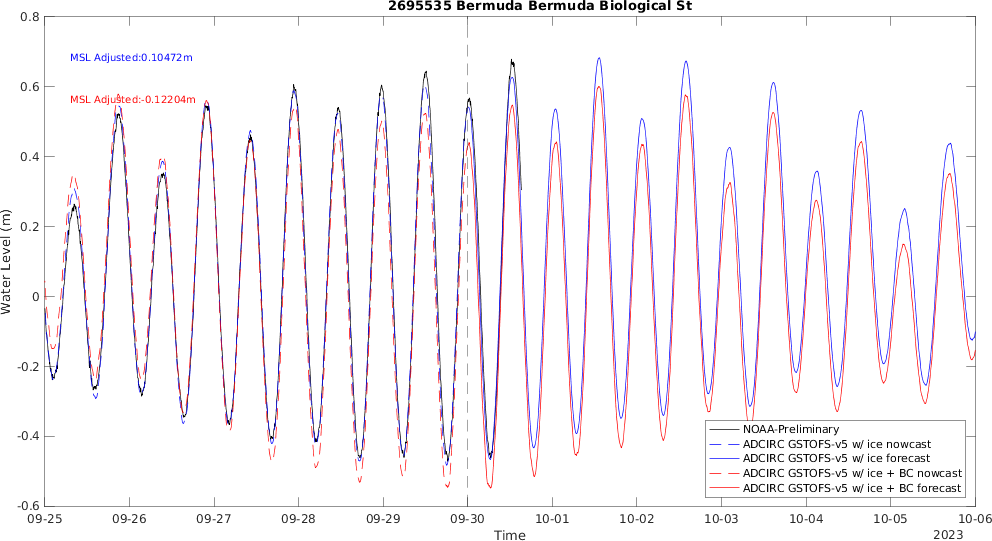 2695535 Bermuda Bermuda Biological St
0.8
MSL Adjusted:0.10472m
0.6
MSL Adjusted:-0.12204m
0.4
0.2
Water Level (m)
0
-0.2
-0.4
-0.6
NOAA-Preliminary
ADCIRC GSTOFS-v5 w/ ice nowcast
ADCIRC GSTOFS-v5 w/ ice forecast
ADCIRC GSTOFS-v5 w/ ice + BC nowcast
ADCIRC GSTOFS-v5 w/ ice + BC forecast
09-25 09-26 09-27 09-28 09-29 09-30 10-01 10-02 10-03 10-04 10-05 10-06
Time
2023